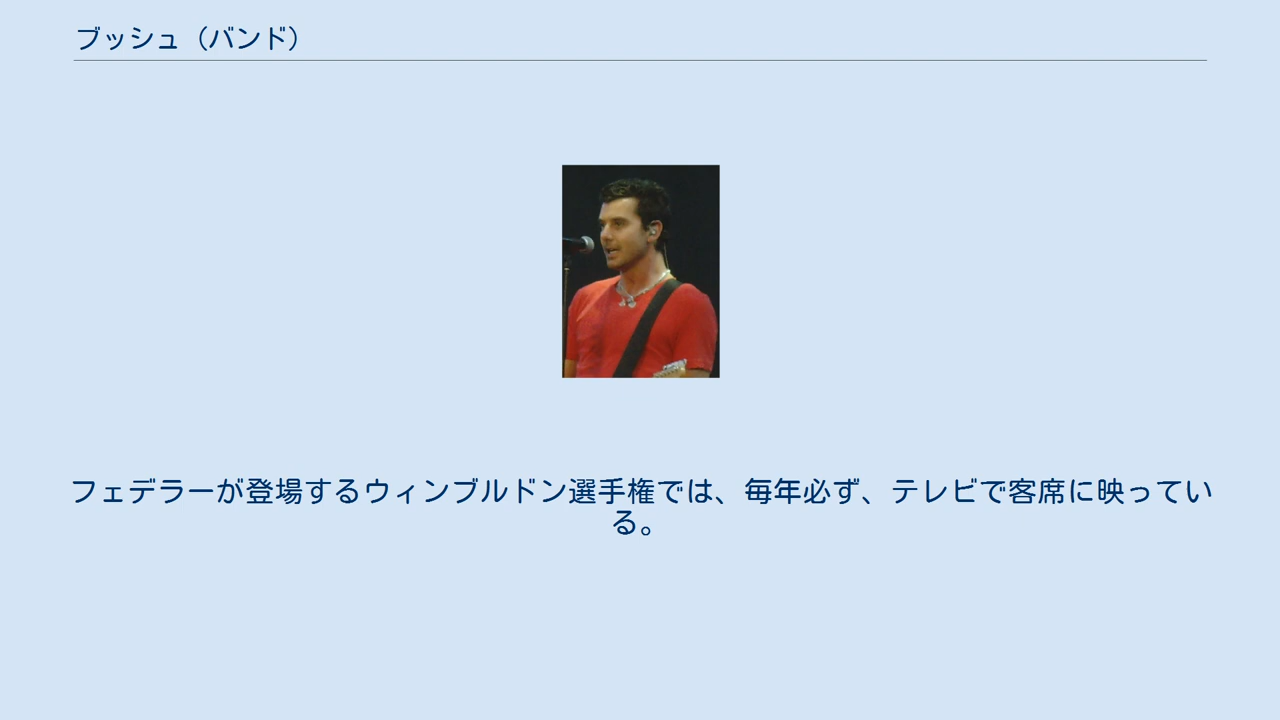 ブッシュ（バンド）
フェデラーが登場するウィンブルドン選手権では、毎年必ず、テレビで客席に映ってい
る。